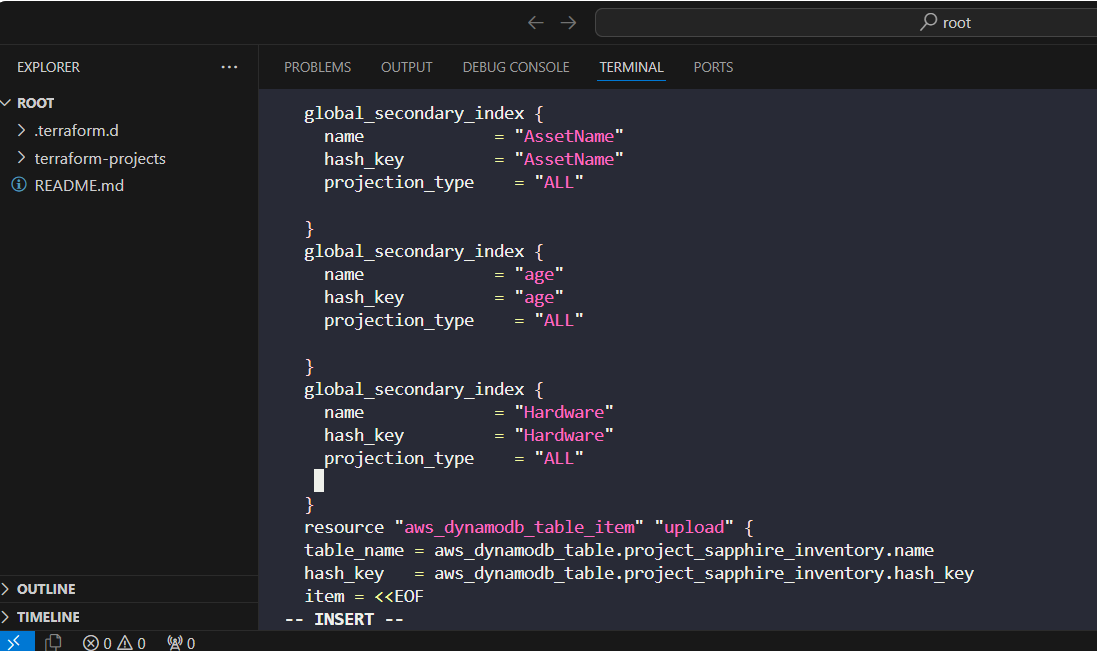 root
EXPLORER ...
PROBLEMS OUTPUT DEBUG CONSOLE TERMINAL PORTS
ROOT
.terraform.d
terraform-projects
README.md
OUTLINE
TIMELINE
global_secondary_index {
  name             = "AssetName"
  hash_key         = "AssetName"
  projection_type    = "ALL"

}
global_secondary_index {
  name             = "age"
  hash_key         = "age"
  projection_type    = "ALL"

}
global_secondary_index {
  name             = "Hardware"
  hash_key         = "Hardware"
  projection_type    = "ALL"

}
resource "aws_dynamodb_table_item" "upload" {
table_name = aws_dynamodb_table.project_sapphire_inventory.name
hash_key   = aws_dynamodb_table.project_sapphire_inventory.hash_key
item = <<EOF
-- INSERT --
0 0 0